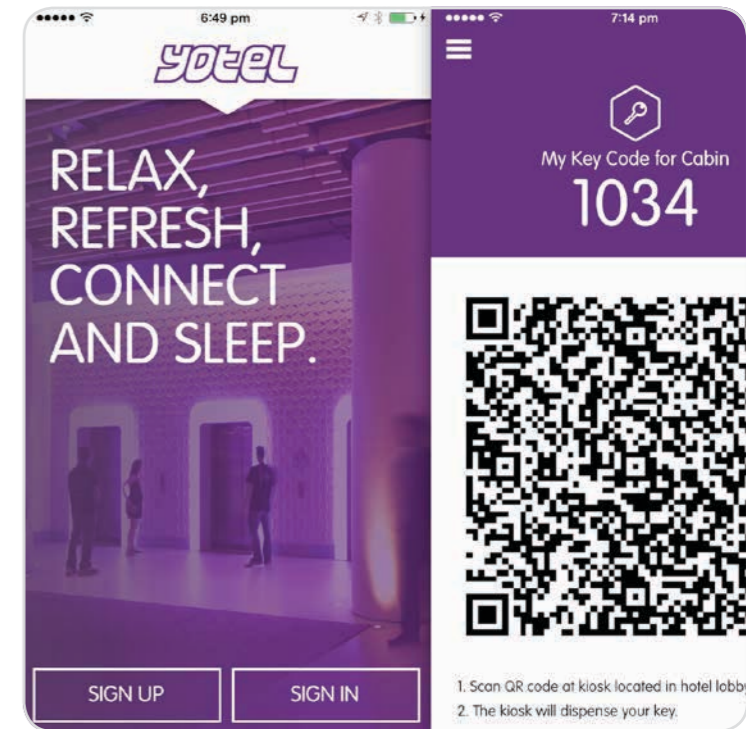 6:49 pm
YOTEL
RELAX,
REFRESH,
CONNECT
AND SLEEP.
SIGN UP
SIGN IN
7:14 pm
My Key Code for Cabin
1034
1. Scan QR code at kiosk located in hotel lobby
2. The kiosk will dispense your key.